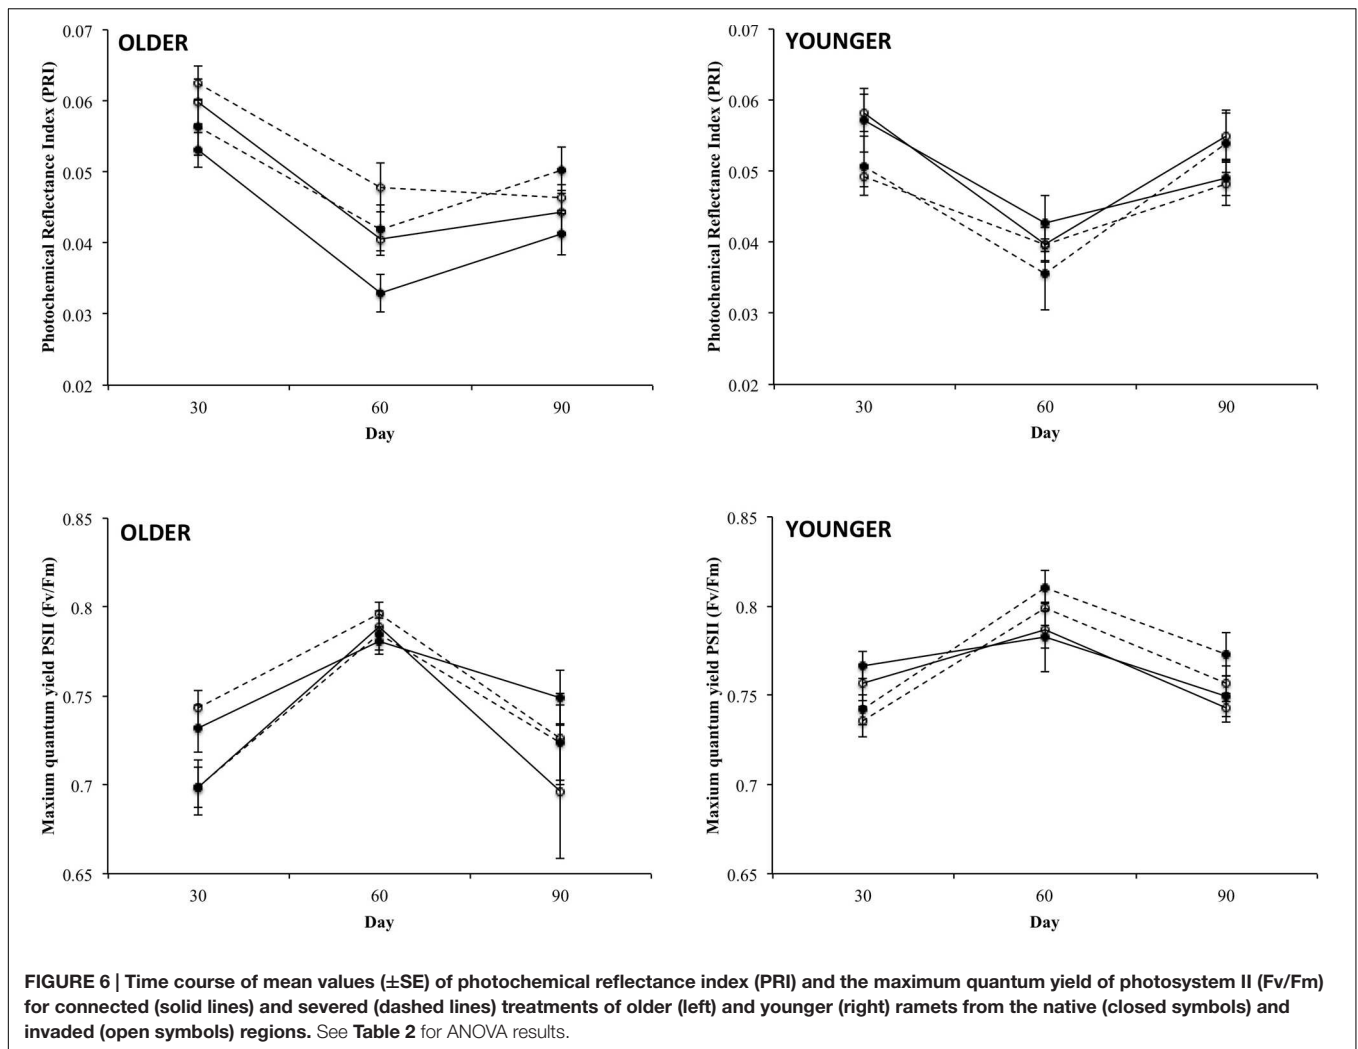 OLDER
0.07
0.06
0.05
0.04
0.03
0.02
Photochemical Reflectance Index (PRI)
30
60
90
Day
YOUNGER
0.07
0.06
0.05
0.04
0.03
0.02
Photochemical Reflectance Index (PRI)
30
60
90
Day
OLDER
0.85
0.8
0.75
0.7
0.65
Maxium quantum yield PSII (Fv/Fm)
30
60
90
Day
YOUNGER
0.85
0.8
0.75
0.7
0.65
Maxium quantum yield PSII (Fv/Fm)
30
60
90
Day
FIGURE 6 | Time course of mean values (±SE) of photochemical reflectance index (PRI) and the maximum quantum yield of photosystem II (Fv/Fm)
for connected (solid lines) and severed (dashed lines) treatments of older (left) and younger (right) ramets from the native (closed symbols) and
invaded (open symbols) regions. See Table 2 for ANOVA results.